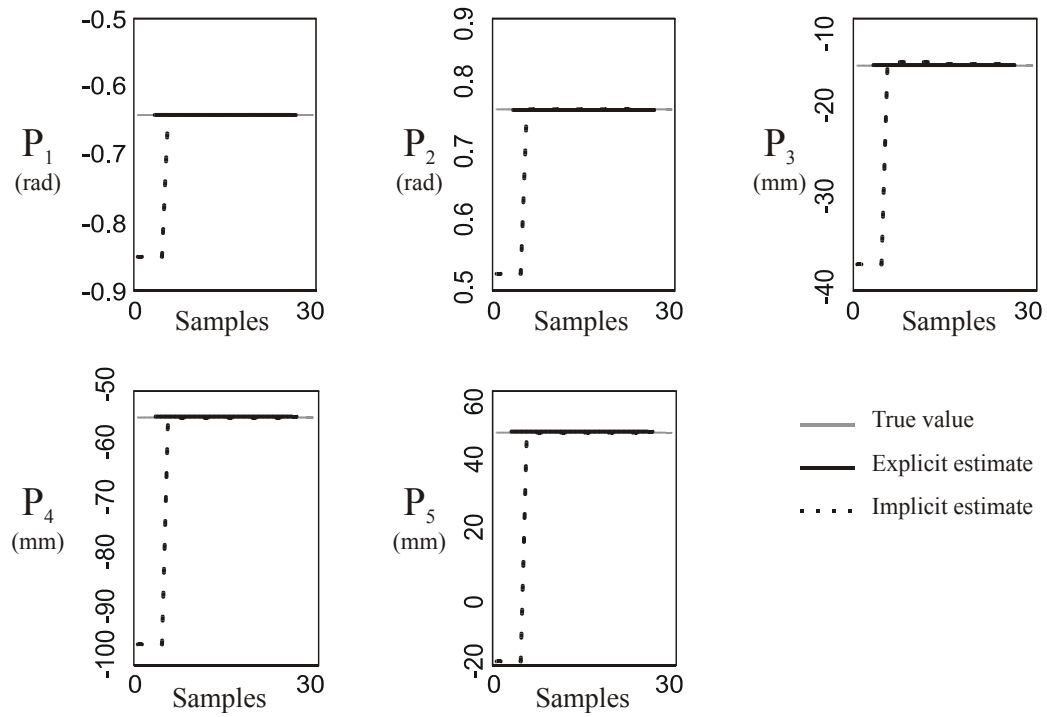 -0.5
-0.6
-0.7
-0.8
-0.9
P1
(rad)
0 30
Samples
0.9
0.8
0.7
0.6
0.5
P2
(rad)
0 30
Samples
-10
-20
-30
-40
P3
(mm)
0 30
Samples
-50
-60
-70
-80
-90
-100
P4
(mm)
0 30
Samples
60
40
20
0
-20
P5
(mm)
0 30
Samples
True value
Explicit estimate
Implicit estimate